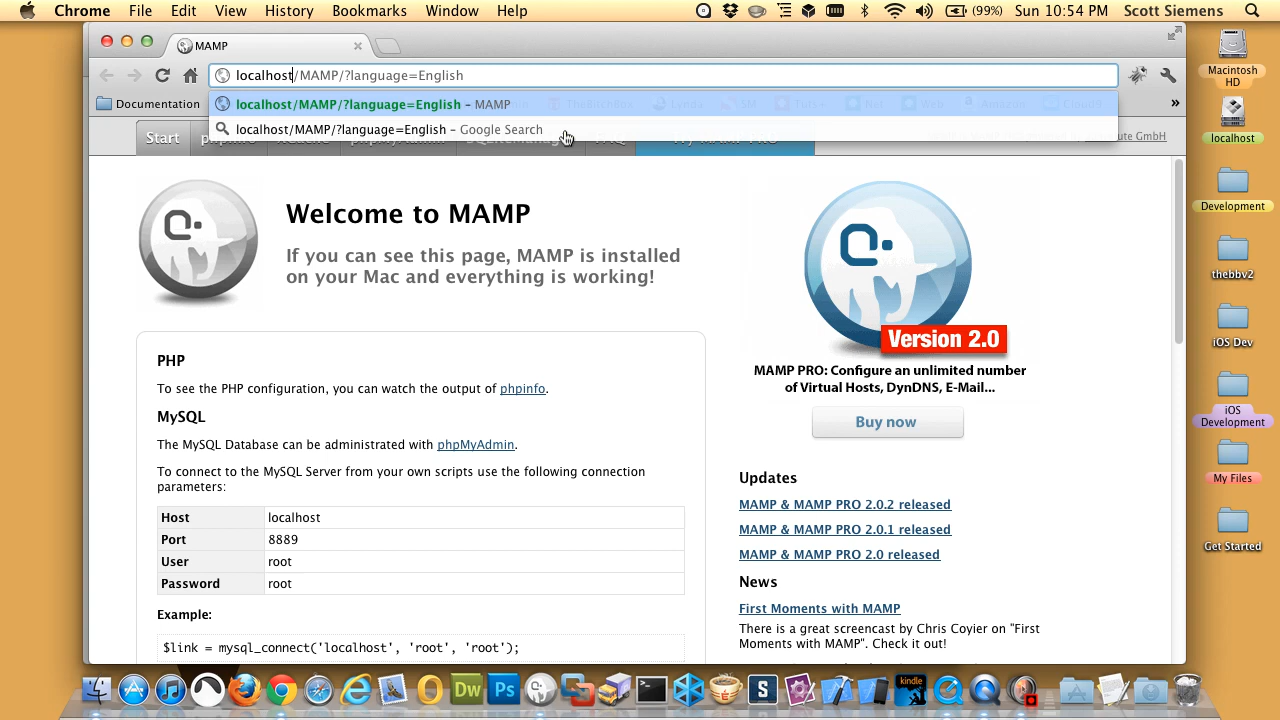 Chrome File Edit View History Bookmarks Window Help (99%) Sun 10:54 PM Scott Siemens
MAMP
localhost/MAMP/?language=English
localhost/MAMP/?language=English – MAMP
localhost/MAMP/?language=English – Google Search
Documentation
»
Start
Welcome to MAMP
If you can see this page, MAMP is installed
on your Mac and everything is working!
PHP
To see the PHP configuration, you can watch the output of phpinfo.
MySQL
The MySQL Database can be administrated with phpMyAdmin.
To connect to the MySQL Server from your own scripts use the following connection
parameters:
Host localhost
Port 8889
User root
Password root
Example:
$link = mysql_connect('localhost', 'root', 'root');
Version 2.0
MAMP PRO: Configure an unlimited number
of Virtual Hosts, DynDNS, E-Mail...
Buy now
Updates
MAMP & MAMP PRO 2.0.2 released
MAMP & MAMP PRO 2.0.1 released
MAMP & MAMP PRO 2.0 released
News
First Moments with MAMP
There is a great screencast by Chris Coyier on "First
Moments with MAMP". Check it out!
Macintosh
HD
localhost
Development
thebbv2
iOS Dev
iOS
Development
My Files
Get Started
Dw
Ps
S
kindle